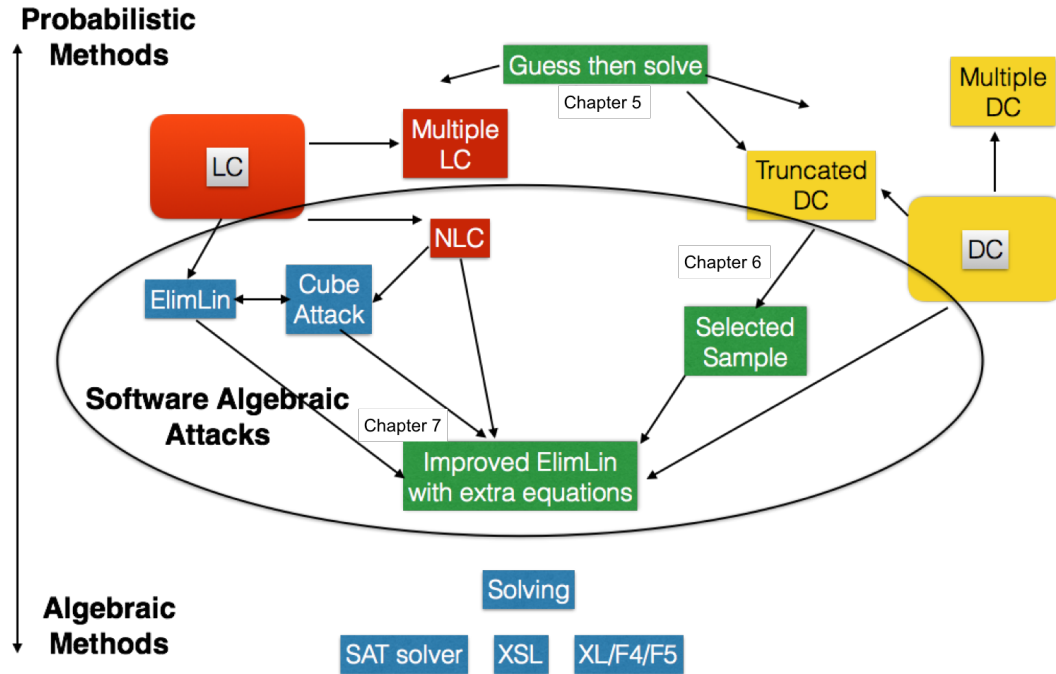 Probabilistic
Methods
Guess then solve
Chapter 5
Multiple
DC
LC
Multiple
LC
Truncated
DC
NLC
DC
Chapter 6
ElimLin
Cube
Attack
Selected
Sample
Software Algebraic
Attacks
Chapter 7
Improved ElimLin
with extra equations
Solving
Algebraic
Methods
SAT solver
XSL
XL/F4/F5